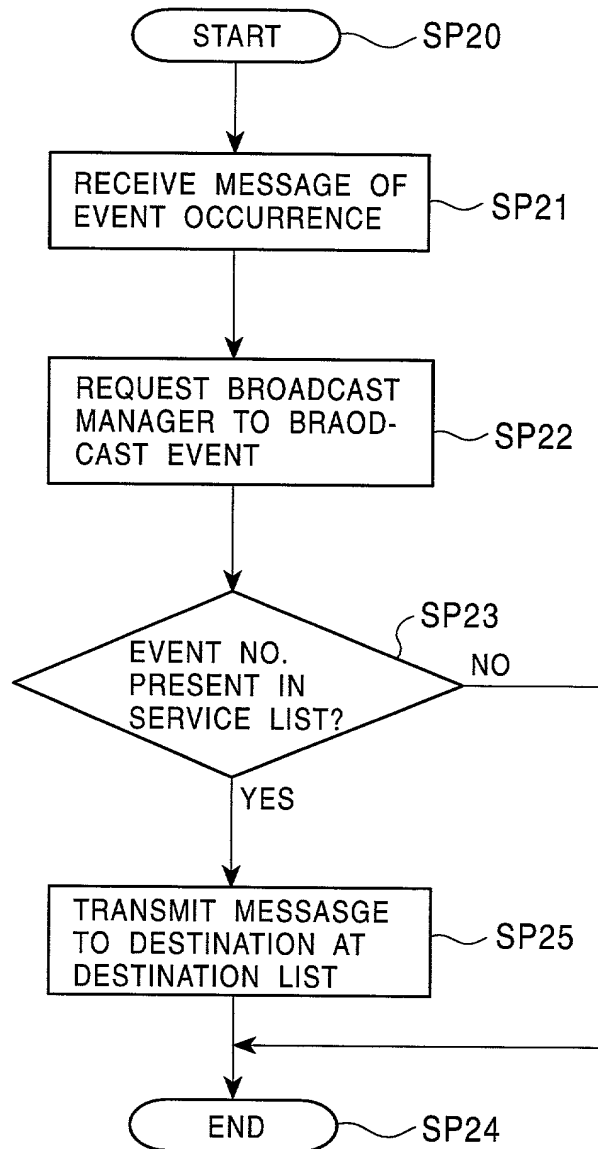 START
SP20
RECEIVE MESSAGE OF
EVENT OCCURRENCE
SP21
REQUEST BROADCAST
MANAGER TO BRAOD-
CAST EVENT
SP22
SP23
EVENT NO.
PRESENT IN
SERVICE LIST?
NO
YES
TRANSMIT MESSASGE
TO DESTINATION AT
DESTINATION LIST
SP25
END
SP24